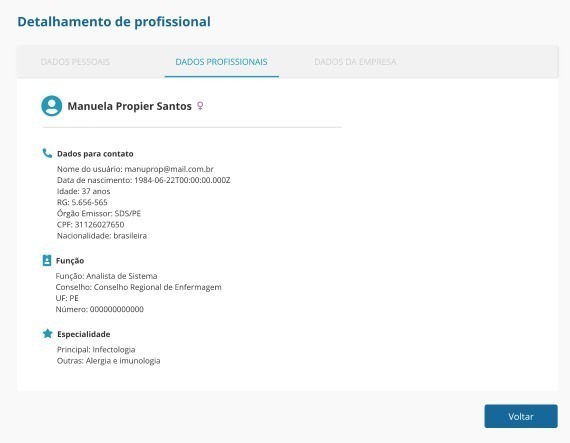 Detalhamento de profissional
DADOS PESSOAIS DADOS PROFISSIONAIS DADOS DA EMPRESA
Manuela Propier Santos
Dados para contato
Nome do usuário: manuprop@mail.com.br
Data de nascimento: 1984-06-22T00:00:00.000Z
Idade: 37 anos
RG: 5.656-565
Órgão Emissor: SDS/PE
CPF: 31126027650
Nacionalidade: brasileira
Função
Função: Analista de Sistema
Conselho: Conselho Regional de Enfermagem
UF: PE
Número: 000000000000
Especialidade
Principal: Infectologia
Outras: Alergia e imunologia
Voltar